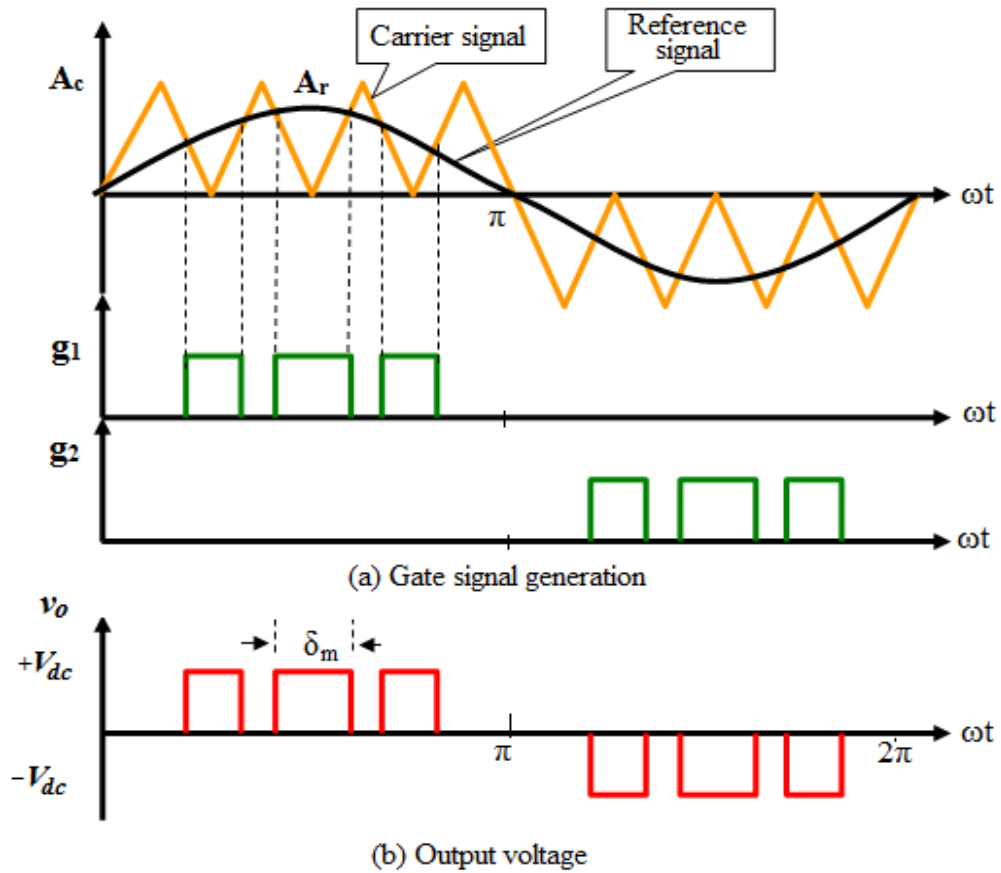 Carrier signal
Reference
signal
Ac
Ar
π
ωt
g1
ωt
g2
ωt
(a) Gate signal generation
vo
δm
+Vdc
π
2π
ωt
−Vdc
(b) Output voltage